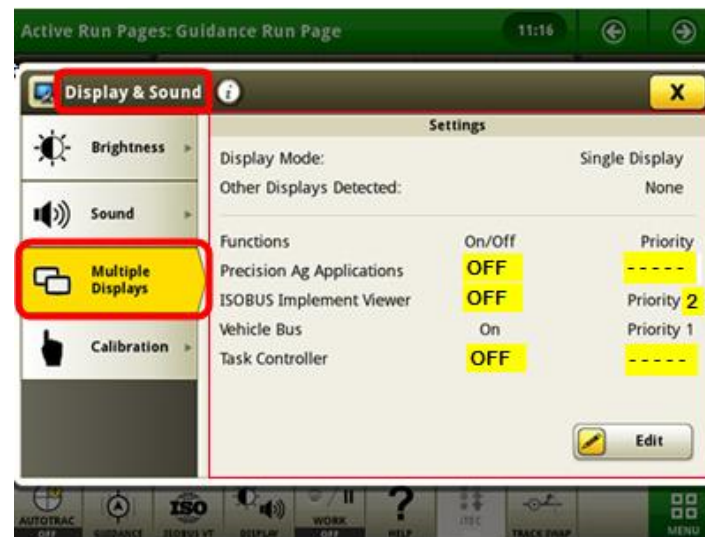 Active Run Pages: Guidance Run Page 11:16
Display & Sound i X
Settings
Brightness
Sound
Multiple
Displays
Calibration
Display Mode: Single Display
Other Displays Detected: None
Functions On/Off Priority
Precision Ag Applications OFF -----
ISOBUS Implement Viewer OFF Priority 2
Vehicle Bus On Priority 1
Task Controller OFF -----
Edit
ISO ?
AUTOTRAC OFF GUIDANCE ISOBUS VT DISPLAY WORK OFF HELP ITEC TRACK SWAP MENU